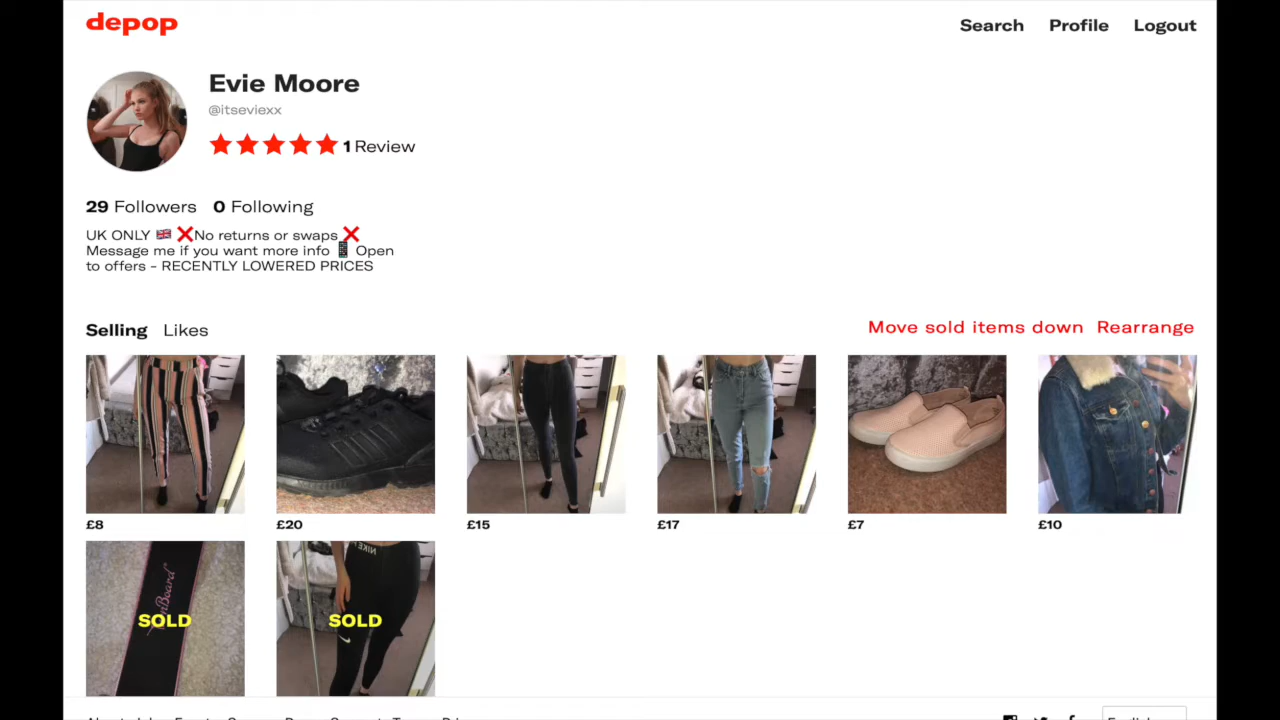 depop
Search Profile Logout
Evie Moore
@itseviexx
1 Review
29 Followers 0 Following
UK ONLY 🇬🇧 ❌No returns or swaps ❌
Message me if you want more info 📱 Open
to offers - RECENTLY LOWERED PRICES
Selling Likes
Move sold items down Rearrange
£8 £20 £15 £17 £7 £10
SOLD SOLD
NIKE